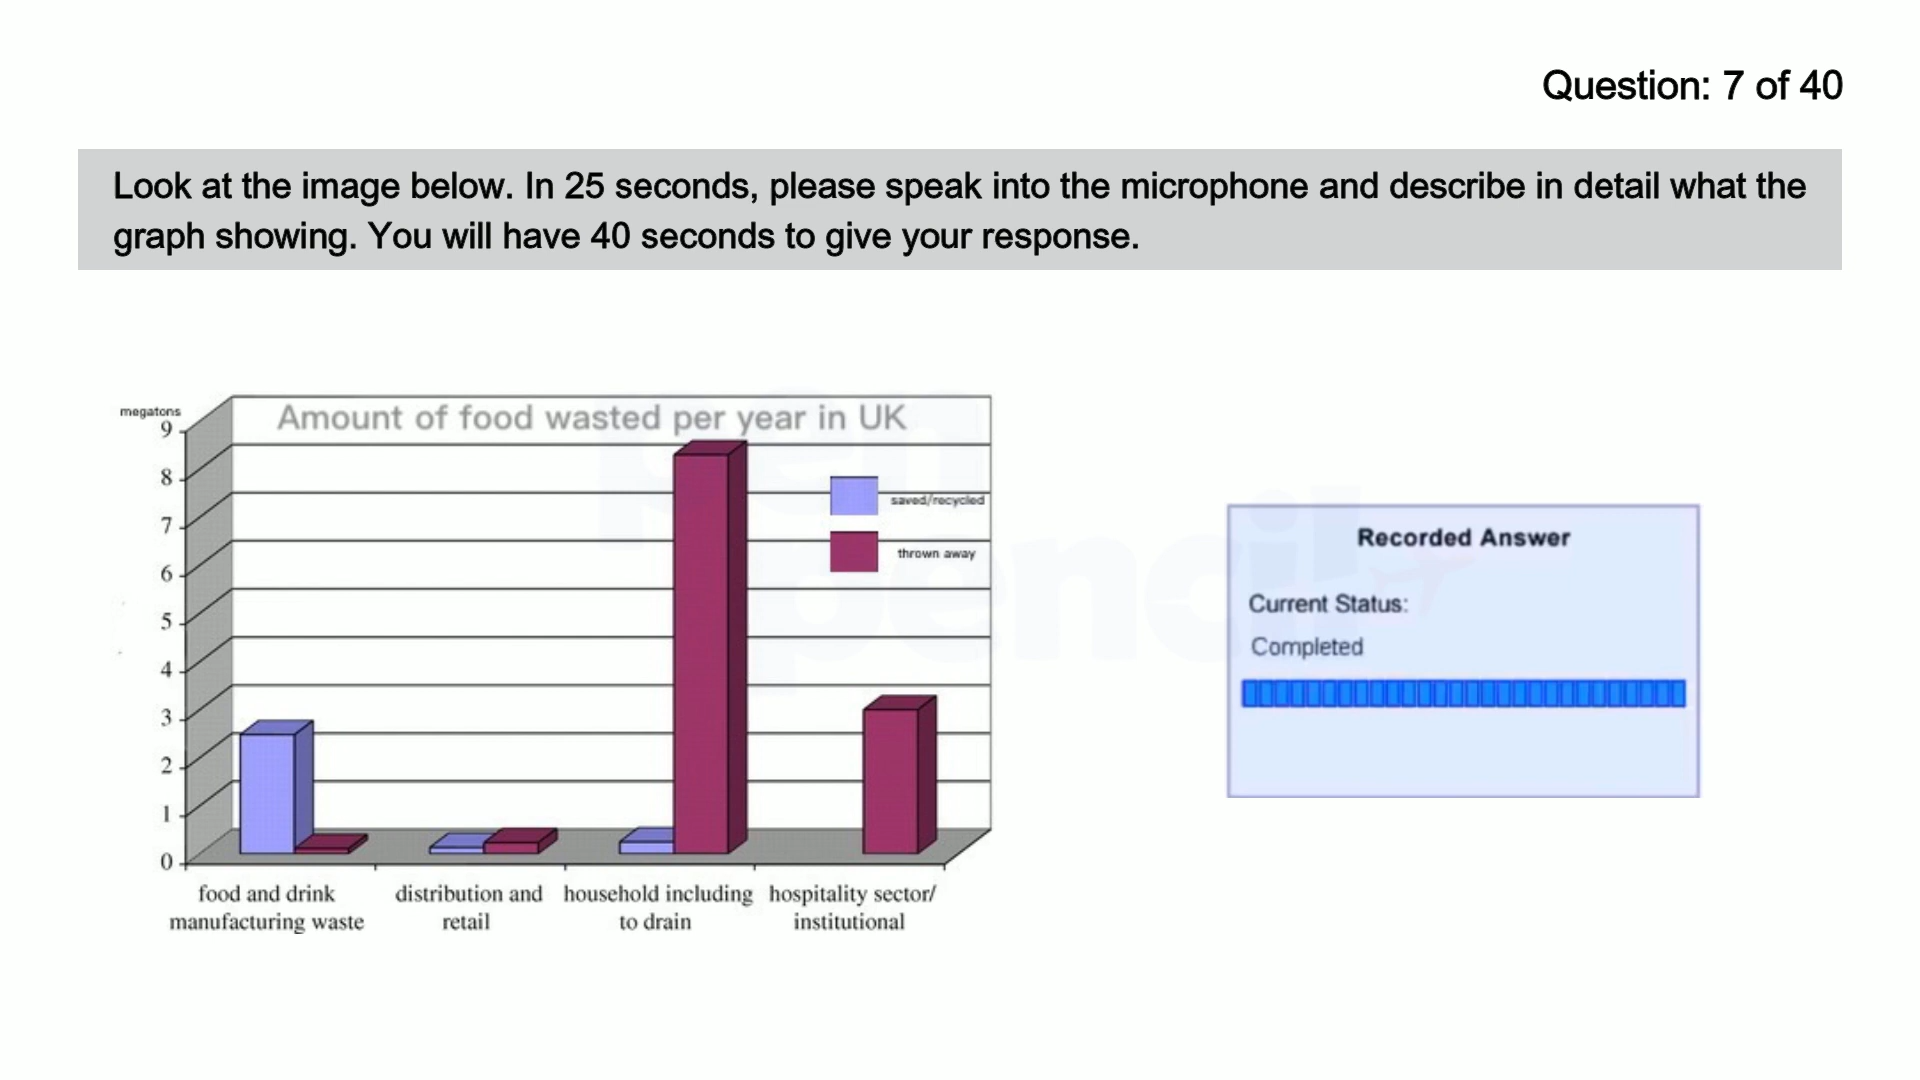 Question: 7 of 40
Look at the image below. In 25 seconds, please speak into the microphone and describe in detail what the
graph showing. You will have 40 seconds to give your response.
megatons
Amount of food wasted per year in UK
9
8
7
6
5
4
3
2
1
0
saved/recycled
thrown away
food and drink
manufacturing waste
distribution and
retail
household including
to drain
hospitality sector/
institutional
Recorded Answer
Current Status:
Completed
pen
pencil